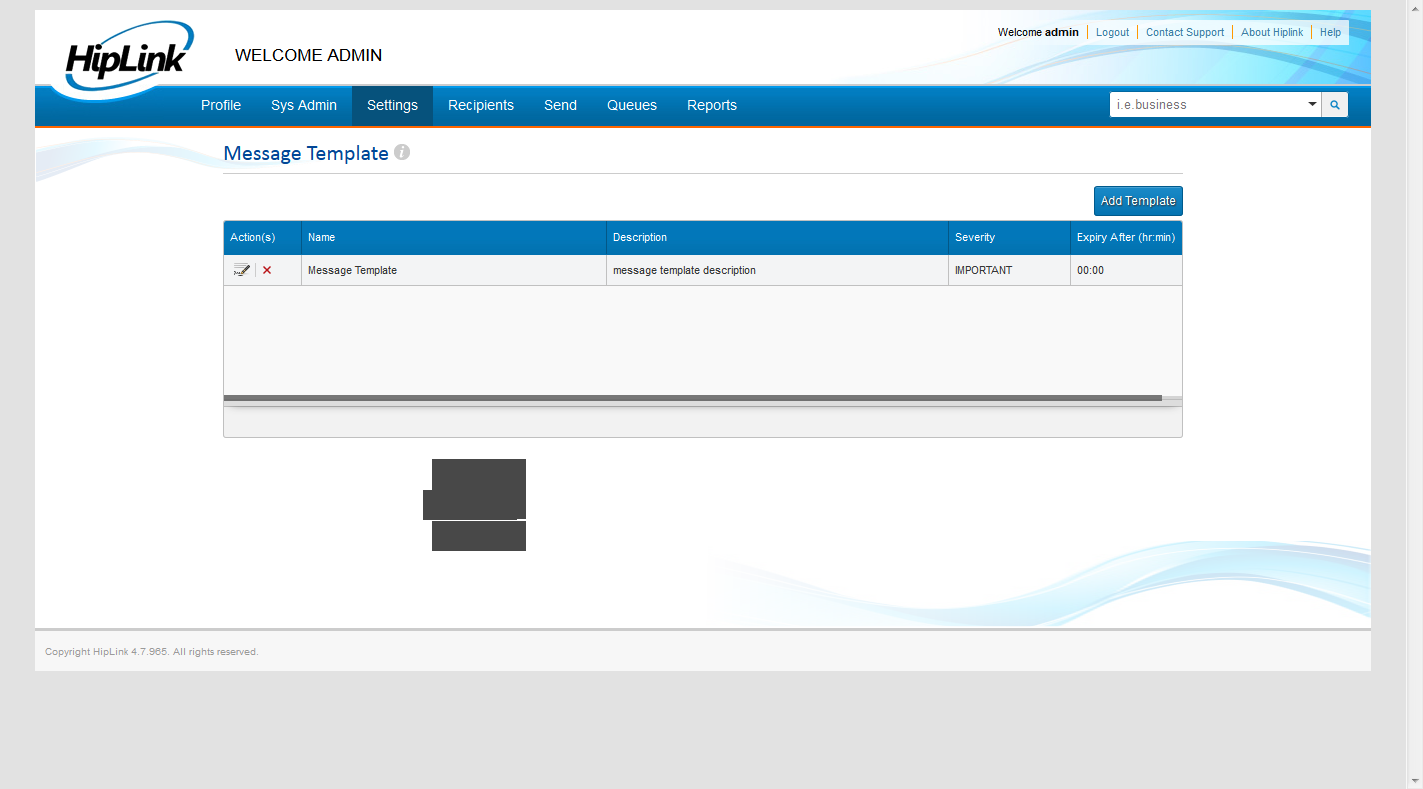 HipLink
WELCOME ADMIN
Welcome admin Logout Contact Support About Hiplink Help
Profile Sys Admin Settings Recipients Send Queues Reports
i.e.business
Message Template
Add Template
Action(s) Name Description Severity Expiry After (hr:min)
Message Template message template description IMPORTANT 00:00
Copyright HipLink 4.7.965. All rights reserved.